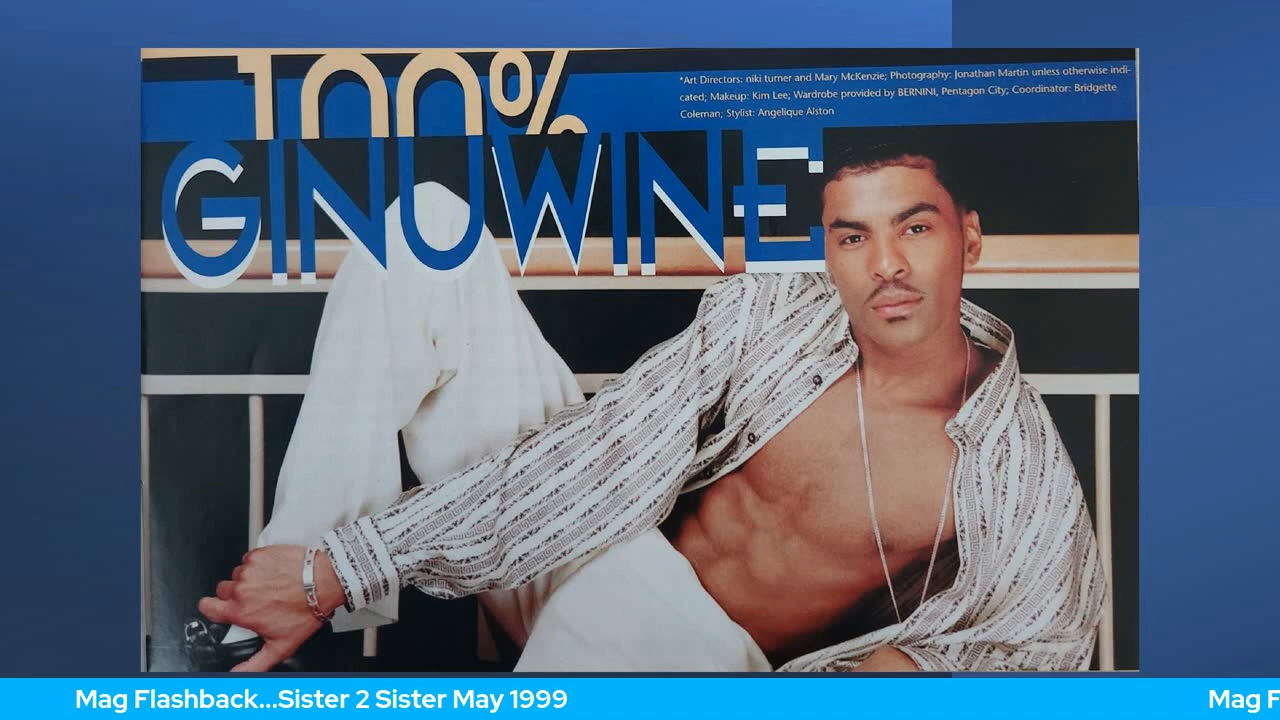 100%
GINUWINE
*Art Directors: niki turner and Mary McKenzie; Photography: Jonathan Martin unless otherwise indi-
cated; Makeup: Kim Lee; Wardrobe provided by BERNINI, Pentagon City; Coordinator: Bridgette
Coleman; Stylist: Angelique Alston
Mag Flashback...Sister 2 Sister May 1999
Mag F